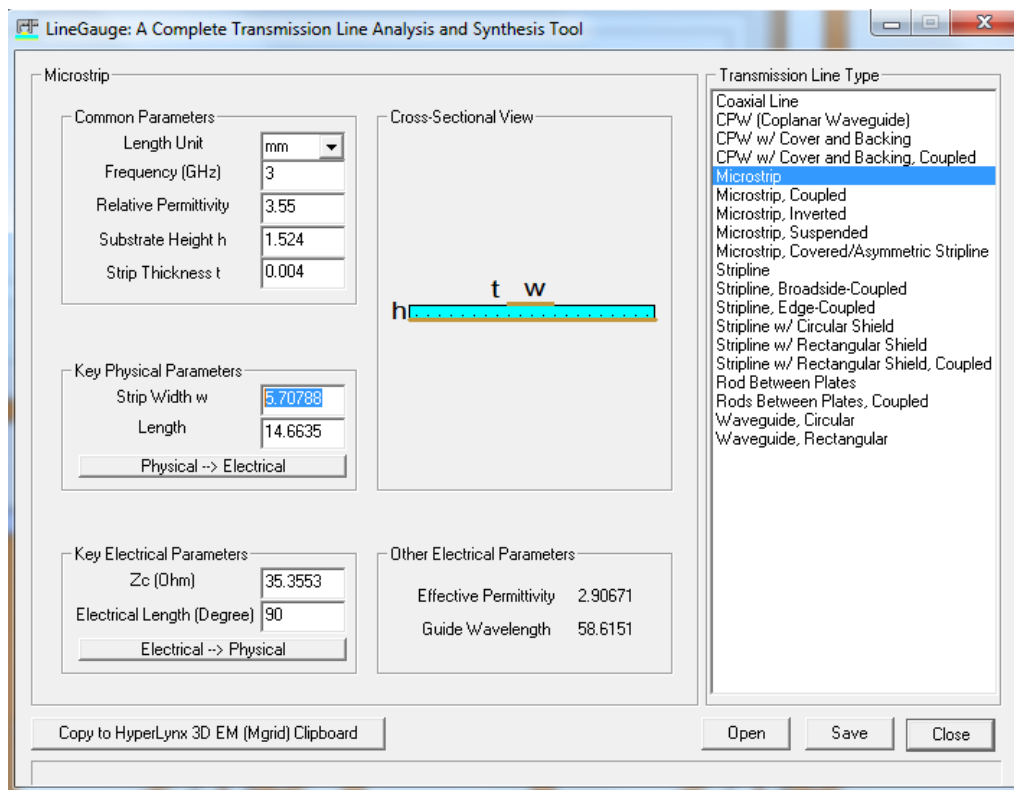 LineGauge: A Complete Transmission Line Analysis and Synthesis Tool
Microstrip
Common Parameters
Length Unit mm
Frequency (GHz) 3
Relative Permittivity 3.55
Substrate Height h 1.524
Strip Thickness t 0.004
Cross-Sectional View
t w
h
Key Physical Parameters
Strip Width w 5.70788
Length 14.6635
Physical --> Electrical
Key Electrical Parameters
Zc (Ohm) 35.3553
Electrical Length (Degree) 90
Electrical --> Physical
Other Electrical Parameters
Effective Permittivity 2.90671
Guide Wavelength 58.6151
Transmission Line Type
Coaxial Line
CPW (Coplanar Waveguide)
CPW w/ Cover and Backing
CPW w/ Cover and Backing, Coupled
Microstrip
Microstrip, Coupled
Microstrip, Inverted
Microstrip, Suspended
Microstrip, Covered/Asymmetric Stripline
Stripline
Stripline, Broadside-Coupled
Stripline, Edge-Coupled
Stripline w/ Circular Shield
Stripline w/ Rectangular Shield
Stripline w/ Rectangular Shield, Coupled
Rod Between Plates
Rods Between Plates, Coupled
Waveguide, Circular
Waveguide, Rectangular
Copy to HyperLynx 3D EM (Mgrid) Clipboard
Open Save Close